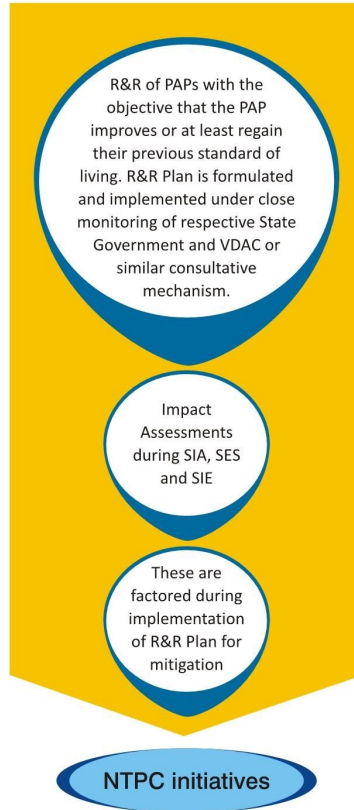 R&R of PAPs with the
objective that the PAP
improves or at least regain
their previous standard of
living. R&R Plan is formulated
and implemented under close
monitoring of respective State
Government and VDAC or
similar consultative
mechanism.
Impact
Assessments
during SIA, SES
and SIE
These are
factored during
implementation
of R&R Plan for
mitigation
NTPC initiatives